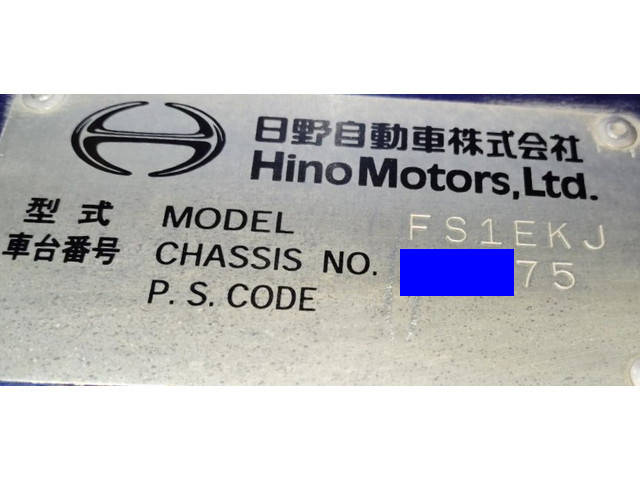 日野自動車株式会社
Hino Motors, Ltd.
型式 MODEL FS1EKJ
車台番号 CHASSIS NO. 75
P. S. CODE